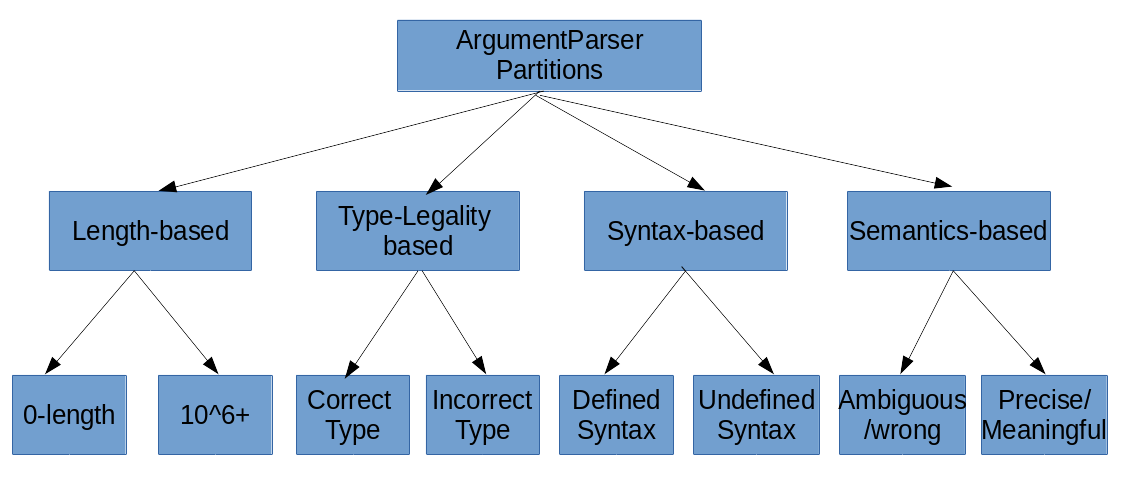 ArgumentParser
Partitions
Length-based
Type-Legality
based
Syntax-based
Semantics-based
0-length
10^6+
Correct
Type
Incorrect
Type
Defined
Syntax
Undefined
Syntax
Ambiguous
/wrong
Precise/
Meaningful